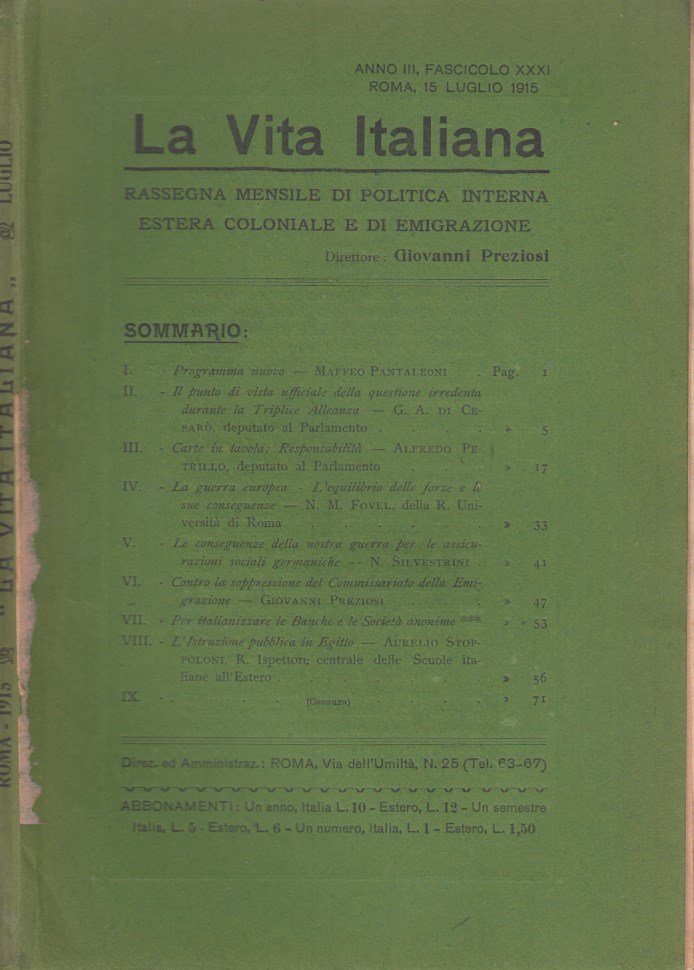 ANNO III, FASCICOLO XXXI
ROMA, 15 LUGLIO 1915
La Vita Italiana
RASSEGNA MENSILE DI POLITICA INTERNA
ESTERA COLONIALE E DI EMIGRAZIONE
Direttore: Giovanni Preziosi
SOMMARIO:
I. - Programma nuovo — MAFFEO PANTALEONI . Pag. 1
II. - Il punto di vista ufficiale della questione irredenta
durante la Triplice Alleanza — G. A. DI CE-
SARÒ, deputato al Parlamento . . . . » 5
III. - Carte in tavola: Responsabilità — ALFREDO PE-
TRILLO, deputato al Parlamento . . . » 17
IV. - La guerra europea - L'equilibrio delle forze e le
sue conseguenze — N. M. FOVEL, della R. Uni-
versità di Roma . . . . . . » 33
V. - Le conseguenze della nostra guerra per le assicu-
razioni sociali germaniche — N. SILVESTRINI . » 41
VI. - Contro la soppressione del Commissariato della Emi-
grazione — GIOVANNI PREZIOSI . . . » 47
VII. - Per italianizzare le Banche e le Società anonime *** » 53
VIII. - L'Istruzione pubblica in Egitto — AURELIO STOP-
POLONI, R. Ispettore centrale delle Scuole ita-
liane all'Estero . . . . . . » 56
IX. - . . . . (Censura) . . . . » 71
Direz. ed Amministraz.: ROMA, Via dell'Umiltà, N. 25 (Tel. 63-67)
ABBONAMENTI: Un anno, Italia L. 10 - Estero, L. 12 - Un semestre
Italia, L. 5 - Estero, L. 6 - Un numero, Italia, L. 1 - Estero, L. 1,50
ROMA - 1915 "LA VITA ITALIANA" LUGLIO